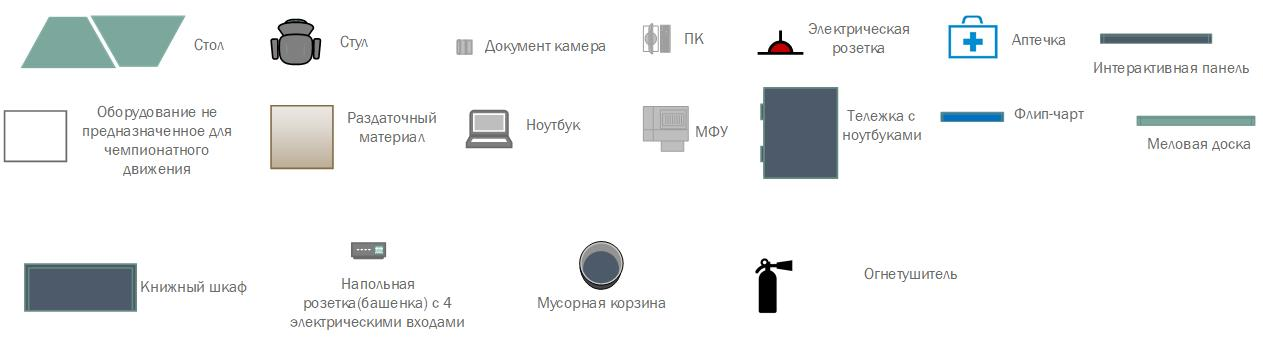 Стол
Стул
Документ камера
ПК
Электрическая
розетка
Аптечка
Интерактивная панель
Оборудование не
предназначенное для
чемпионатного
движения
Раздаточный
материал
Ноутбук
МФУ
Тележка с
ноутбуками
Флип-чарт
Меловая доска
Книжный шкаф
Напольная
розетка(башенка) с 4
электрическими входами
Мусорная корзина
Огнетушитель